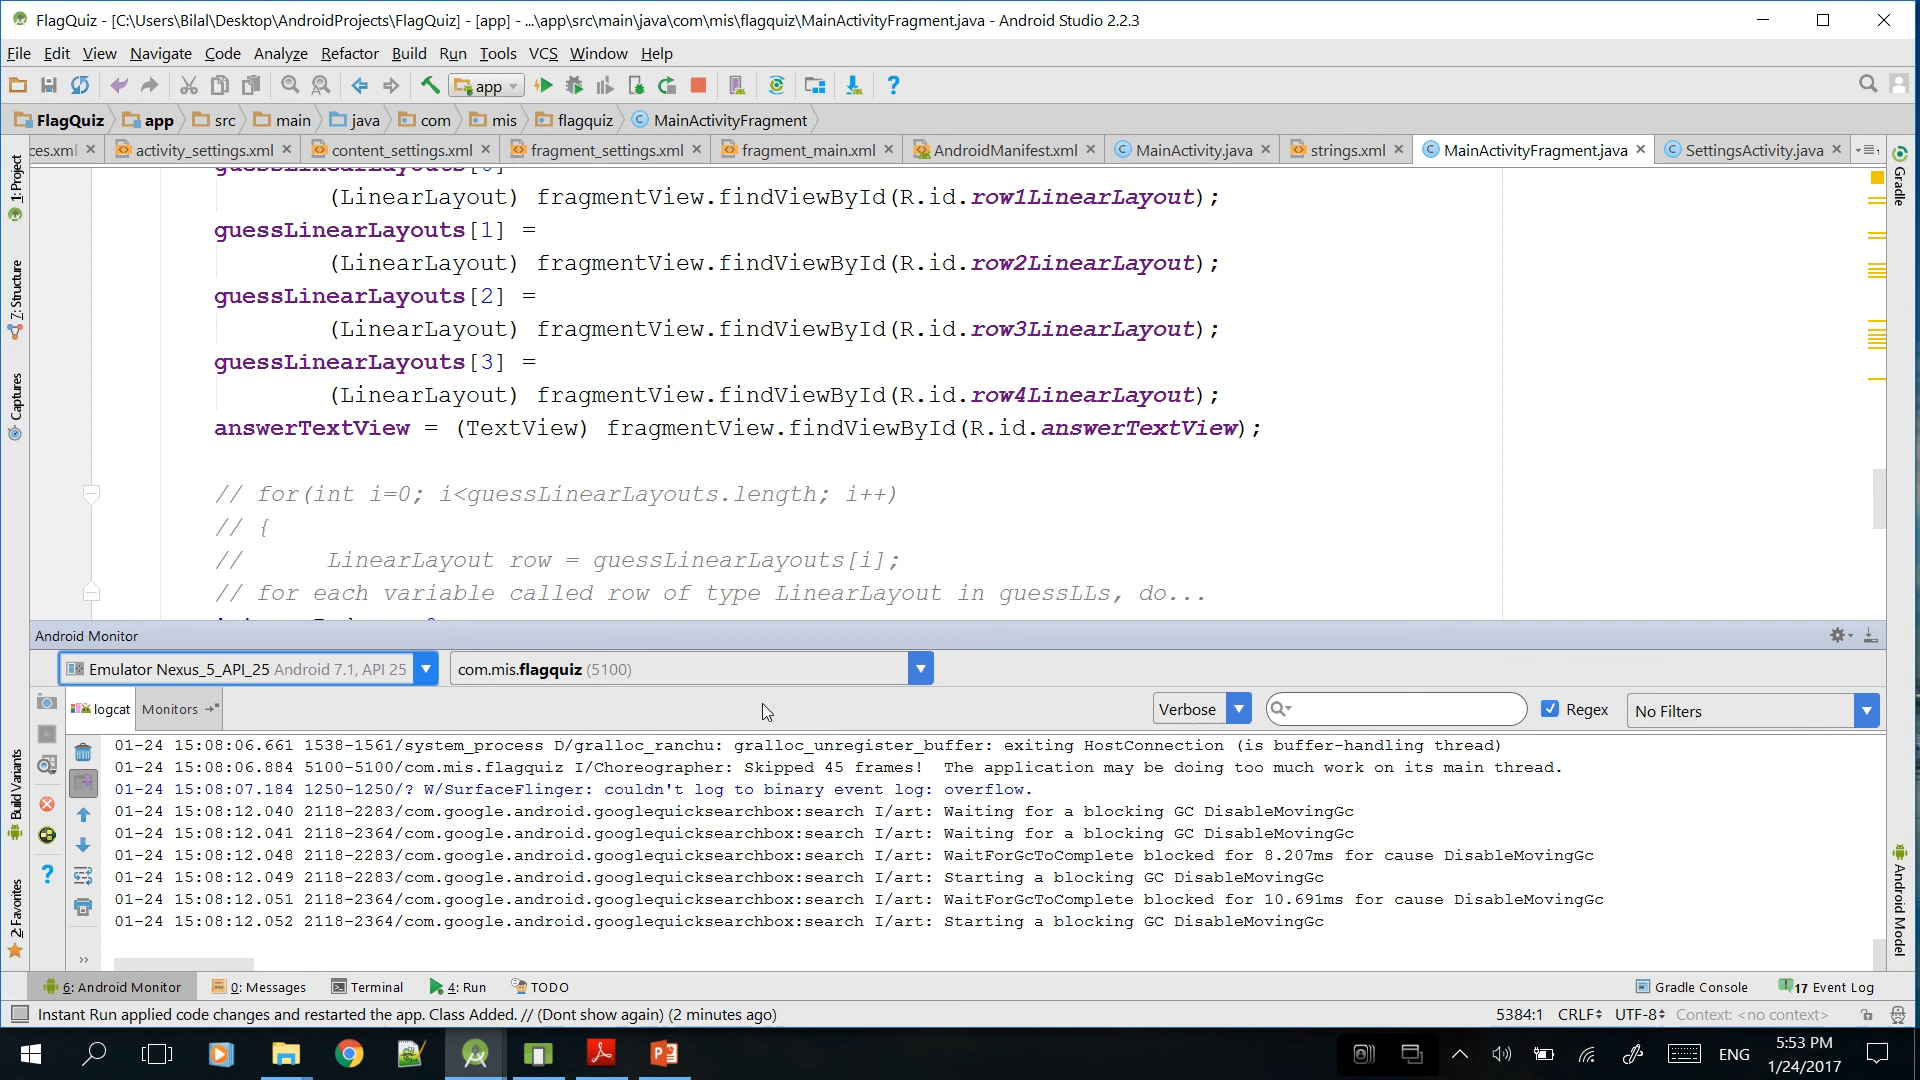 FlagQuiz - [C:\Users\Bilal\Desktop\AndroidProjects\FlagQuiz] - [app] - ...\app\src\main\java\com\mis\flagquiz\MainActivityFragment.java - Android Studio 2.2.3
File Edit View Navigate Code Analyze Refactor Build Run Tools VCS Window Help
app
FlagQuiz app src main java com mis flagquiz MainActivityFragment
ces.xml activity_settings.xml content_settings.xml fragment_settings.xml fragment_main.xml AndroidManifest.xml MainActivity.java strings.xml MainActivityFragment.java SettingsActivity.java
1: Project
7: Structure
Captures
Build Variants
2: Favorites
Gradle
Android Model
guessLinearLayouts[0]
(LinearLayout) fragmentView.findViewById(R.id.row1LinearLayout);
guessLinearLayouts[1] =
(LinearLayout) fragmentView.findViewById(R.id.row2LinearLayout);
guessLinearLayouts[2] =
(LinearLayout) fragmentView.findViewById(R.id.row3LinearLayout);
guessLinearLayouts[3] =
(LinearLayout) fragmentView.findViewById(R.id.row4LinearLayout);
answerTextView = (TextView) fragmentView.findViewById(R.id.answerTextView);
// for(int i=0; i<guessLinearLayouts.length; i++)
// {
// LinearLayout row = guessLinearLayouts[i];
// for each variable called row of type LinearLayout in guessLLs, do...
Android Monitor
Emulator Nexus_5_API_25 Android 7.1, API 25 com.mis.flagquiz (5100)
logcat Monitors Verbose Regex No Filters
01-24 15:08:06.661 1538-1561/system_process D/gralloc_ranchu: gralloc_unregister_buffer: exiting HostConnection (is buffer-handling thread)
01-24 15:08:06.884 5100-5100/com.mis.flagquiz I/Choreographer: Skipped 45 frames! The application may be doing too much work on its main thread.
01-24 15:08:07.184 1250-1250/? W/SurfaceFlinger: couldn't log to binary event log: overflow.
01-24 15:08:12.040 2118-2283/com.google.android.googlequicksearchbox:search I/art: Waiting for a blocking GC DisableMovingGc
01-24 15:08:12.041 2118-2364/com.google.android.googlequicksearchbox:search I/art: Waiting for a blocking GC DisableMovingGc
01-24 15:08:12.048 2118-2283/com.google.android.googlequicksearchbox:search I/art: WaitForGcToComplete blocked for 8.207ms for cause DisableMovingGc
01-24 15:08:12.049 2118-2283/com.google.android.googlequicksearchbox:search I/art: Starting a blocking GC DisableMovingGc
01-24 15:08:12.051 2118-2364/com.google.android.googlequicksearchbox:search I/art: WaitForGcToComplete blocked for 10.691ms for cause DisableMovingGc
01-24 15:08:12.052 2118-2364/com.google.android.googlequicksearchbox:search I/art: Starting a blocking GC DisableMovingGc
6: Android Monitor 0: Messages Terminal 4: Run TODO Gradle Console 17 Event Log
Instant Run applied code changes and restarted the app. Class Added. // (Dont show again) (2 minutes ago) 5384:1 CRLF UTF-8 Context: <no context>
ENG
5:53 PM
1/24/2017